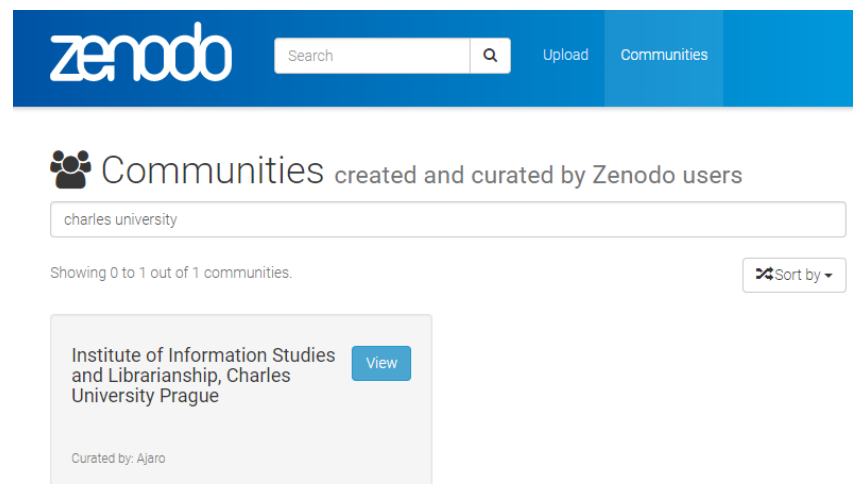 zenodo
Search
Upload
Communities
Communities created and curated by Zenodo users
charles university
Showing 0 to 1 out of 1 communities.
Sort by
Institute of Information Studies
and Librarianship, Charles
University Prague
View
Curated by: Ajaro